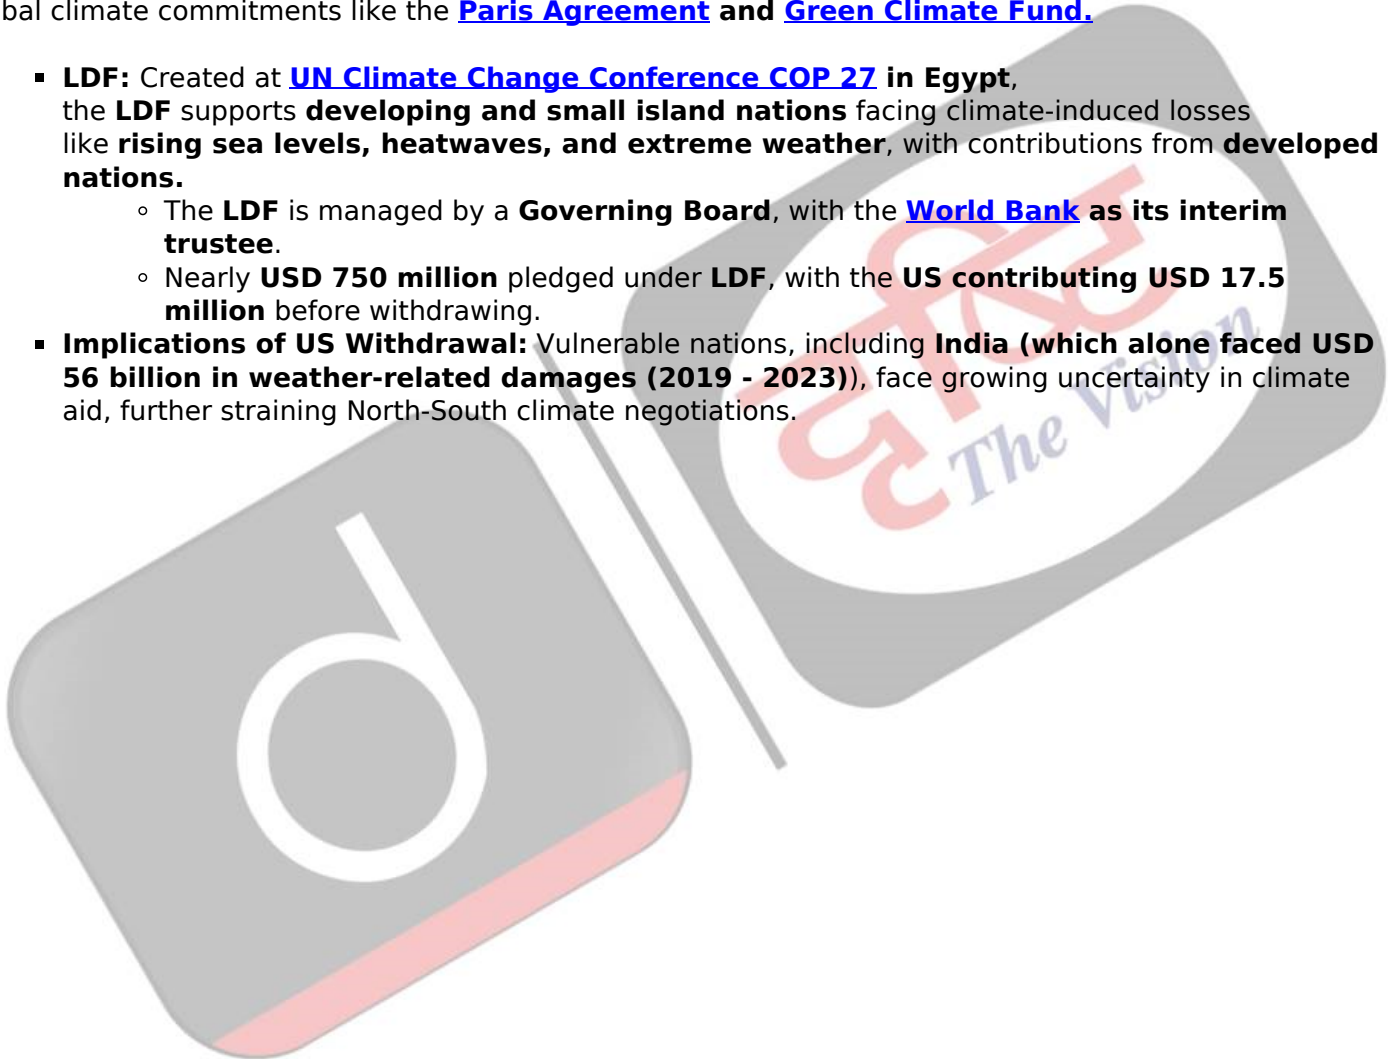 bal climate commitments like the Paris Agreement and Green Climate Fund.
LDF: Created at UN Climate Change Conference COP 27 in Egypt,
the LDF supports developing and small island nations facing climate-induced losses
like rising sea levels, heatwaves, and extreme weather, with contributions from developed
nations.
The LDF is managed by a Governing Board, with the World Bank as its interim
trustee.
Nearly USD 750 million pledged under LDF, with the US contributing USD 17.5
million before withdrawing.
Implications of US Withdrawal: Vulnerable nations, including India (which alone faced USD
56 billion in weather-related damages (2019 - 2023)), face growing uncertainty in climate
aid, further straining North-South climate negotiations.
दृष्टि
The Vision
d